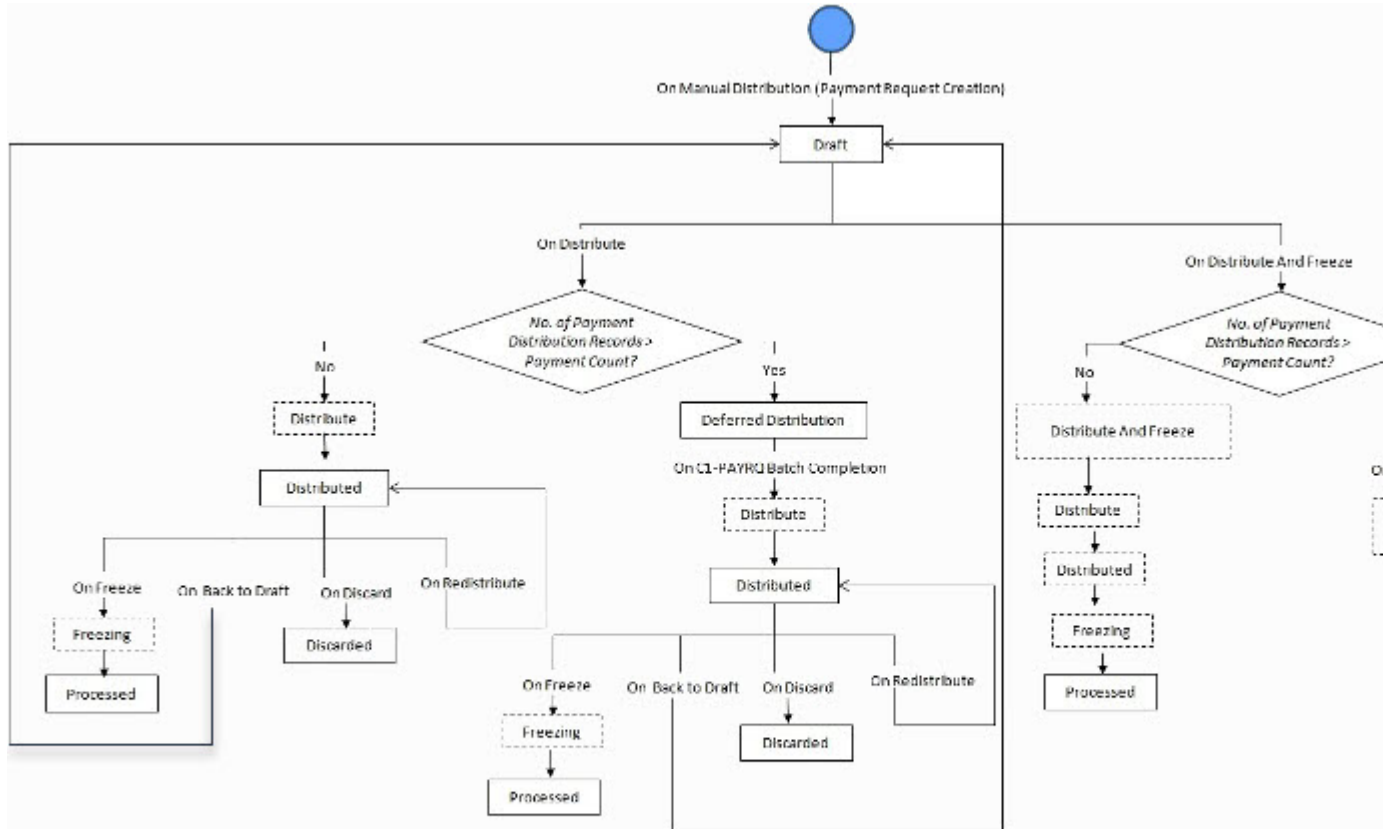 On Manual Distribution (Payment Request Creation)
Draft
On Distribute
On Distribute And Freeze
No. of Payment
Distribution Records >
Payment Count?
No. of Payment
Distribution Records >
Payment Count?
No
Yes
No
Distribute
Deferred Distribution
Distribute And Freeze
On C1-PAYRQ Batch Completion
Distributed
Distribute
Distribute
Distributed
Distributed
On Freeze
On Back to Draft
On Discard
On Redistribute
Freezing
Discarded
Freezing
Processed
On Freeze
On Back to Draft
On Discard
On Redistribute
Processed
Freezing
Discarded
Processed